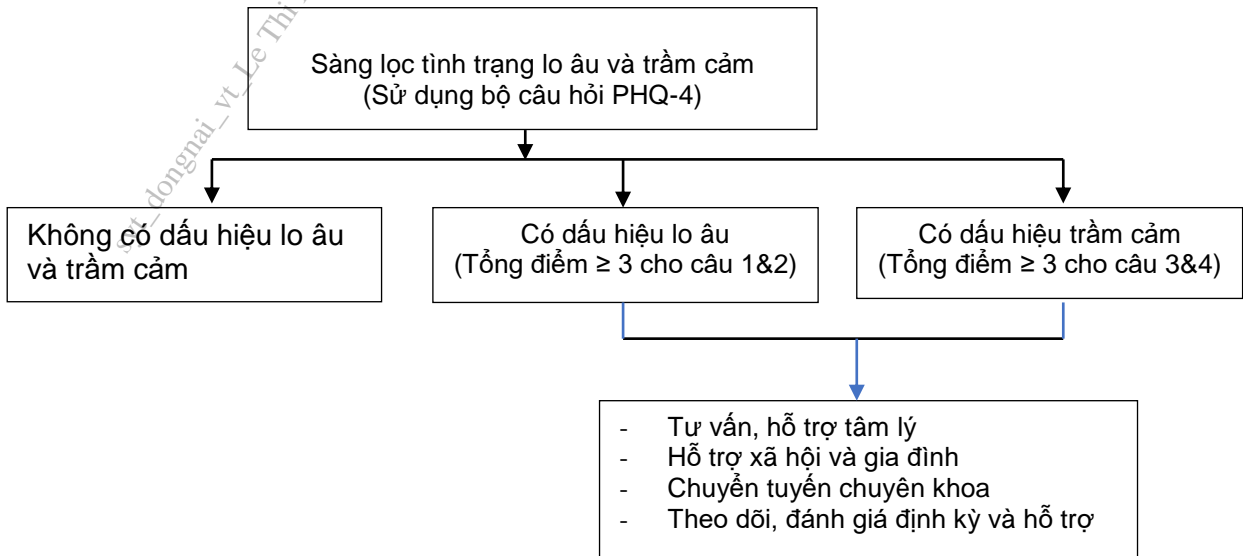 Sàng lọc tình trạng lo âu và trầm cảm
(Sử dụng bộ câu hỏi PHQ-4)
Không có dấu hiệu lo âu
và trầm cảm
Có dấu hiệu lo âu
(Tổng điểm ≥ 3 cho câu 1&2)
Có dấu hiệu trầm cảm
(Tổng điểm ≥ 3 cho câu 3&4)
- Tư vấn, hỗ trợ tâm lý
- Hỗ trợ xã hội và gia đình
- Chuyển tuyến chuyên khoa
- Theo dõi, đánh giá định kỳ và hỗ trợ